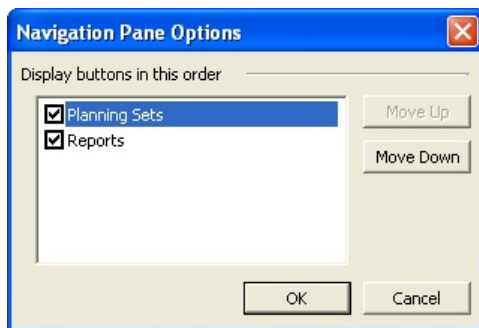 Navigation Pane Options
Display buttons in this order
Planning Sets
Reports
Move Up
Move Down
OK
Cancel